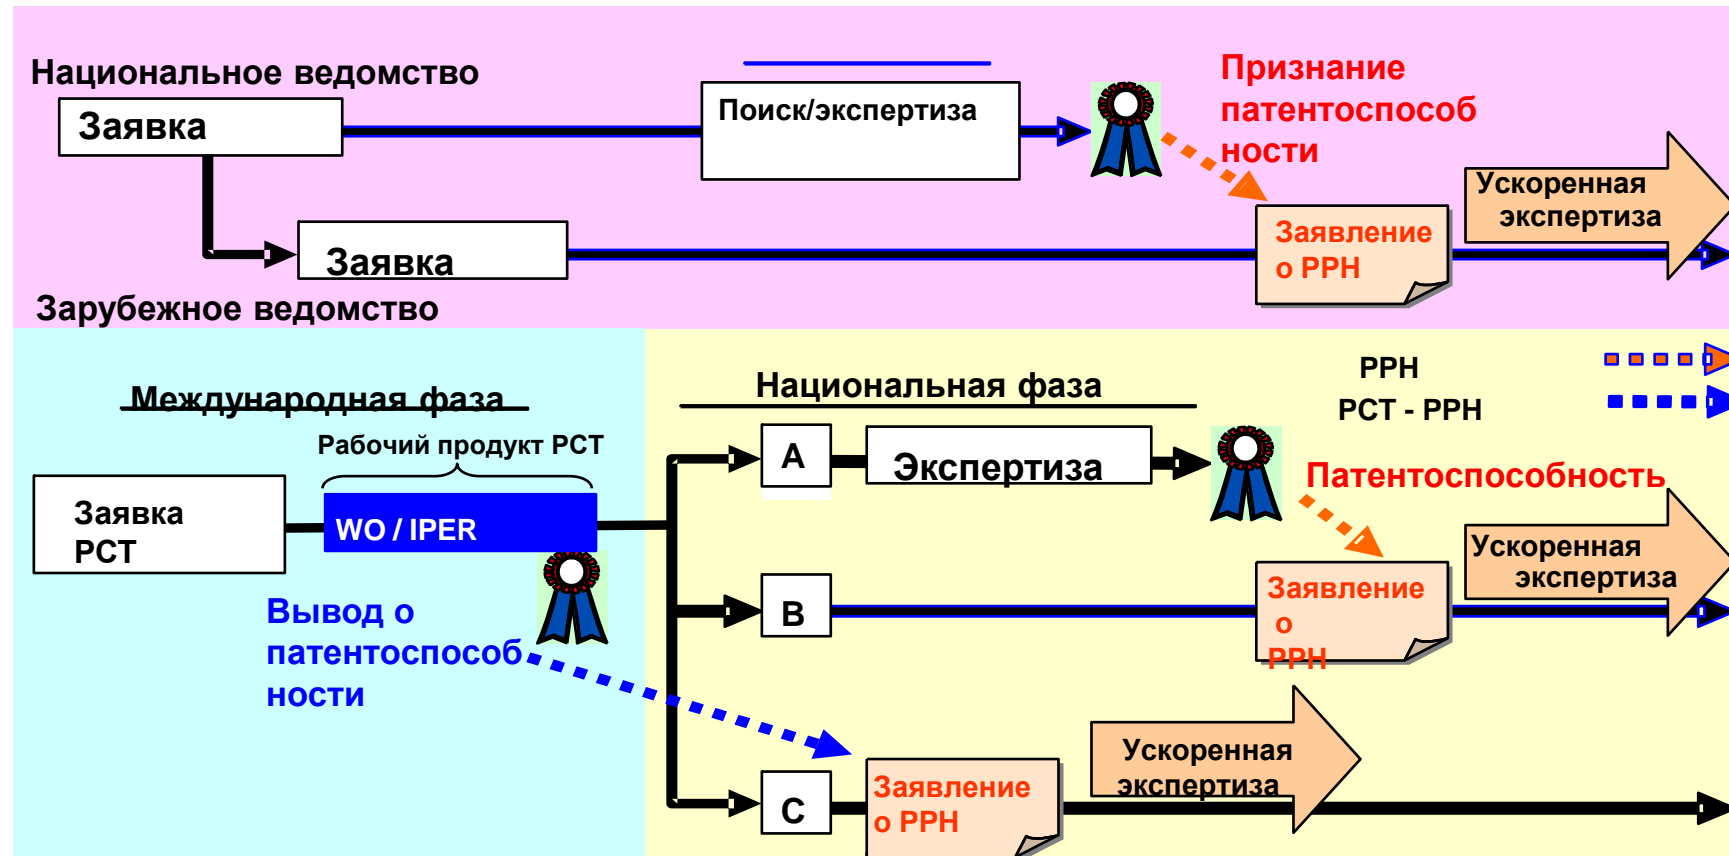 Национальное ведомство
Заявка
Поиск/экспертиза
Признание
патентоспособ
ности
Ускоренная
экспертиза
Заявка
Заявление
о PPH
Зарубежное ведомство
Международная фаза
Рабочий продукт PCT
Заявка
PCT
WO / IPER
Вывод о
патентоспособ
ности
Национальная фаза
PPH
PCT - PPH
A
Экспертиза
Патентоспособность
B
Заявление
о
PPH
Ускоренная
экспертиза
C
Заявление
о PPH
Ускоренная
экспертиза